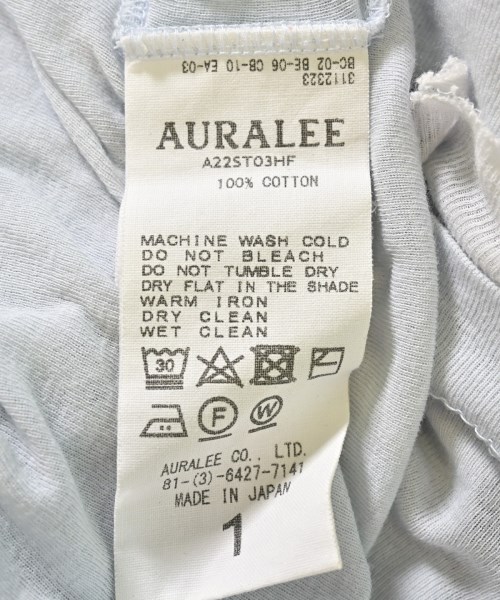 3112323
BC-02 BE-06 CB-10 EA-03
AURALEE
A22ST03HF
100% COTTON
MACHINE WASH COLD
DO NOT BLEACH
DO NOT TUMBLE DRY
DRY FLAT IN THE SHADE
WARM IRON
DRY CLEAN
WET CLEAN
30
F W
AURALEE CO., LTD.
81-(3)-6427-7141
MADE IN JAPAN
1